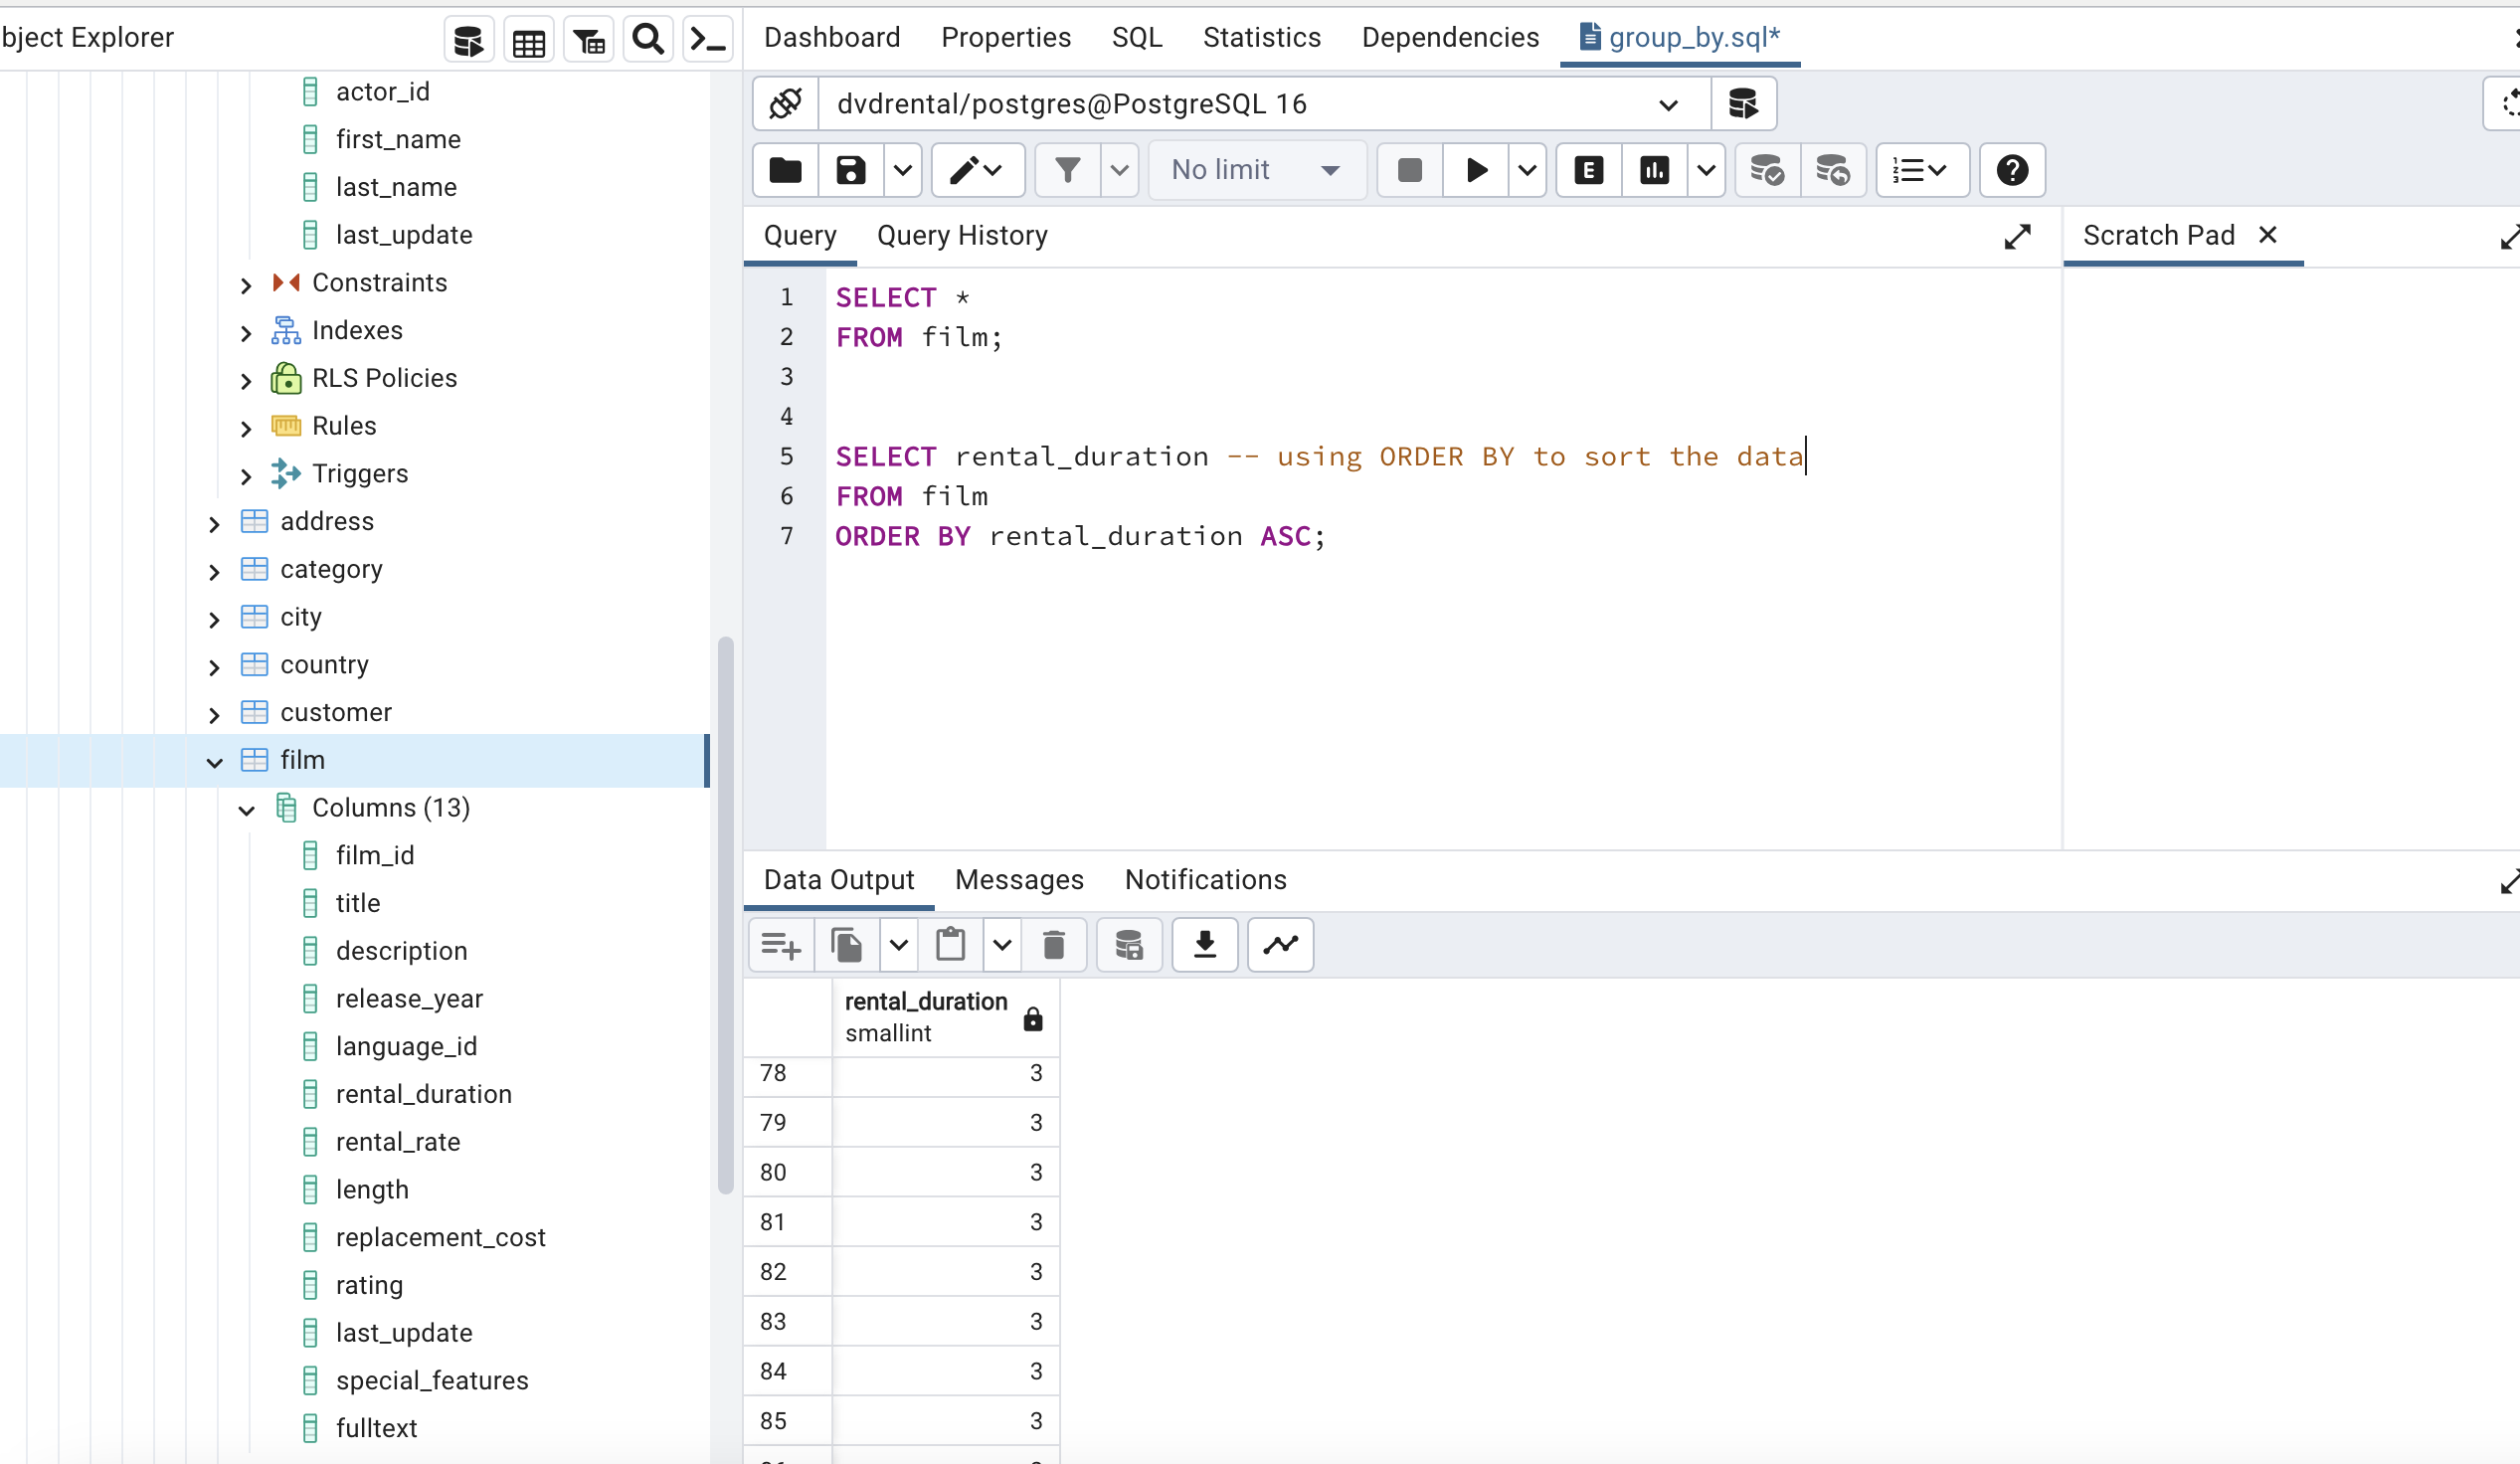 bject Explorer
Dashboard Properties SQL Statistics Dependencies group_by.sql*
dvdrental/postgres@PostgreSQL 16
No limit
E
Query Query History
Scratch Pad
actor_id
first_name
last_name
last_update
Constraints
Indexes
RLS Policies
Rules
Triggers
address
category
city
country
customer
film
Columns (13)
film_id
title
description
release_year
language_id
rental_duration
rental_rate
length
replacement_cost
rating
last_update
special_features
fulltext
1 SELECT *
2 FROM film;
3
4
5 SELECT rental_duration -- using ORDER BY to sort the data
6 FROM film
7 ORDER BY rental_duration ASC;
Data Output Messages Notifications
rental_duration
smallint
78 3
79 3
80 3
81 3
82 3
83 3
84 3
85 3